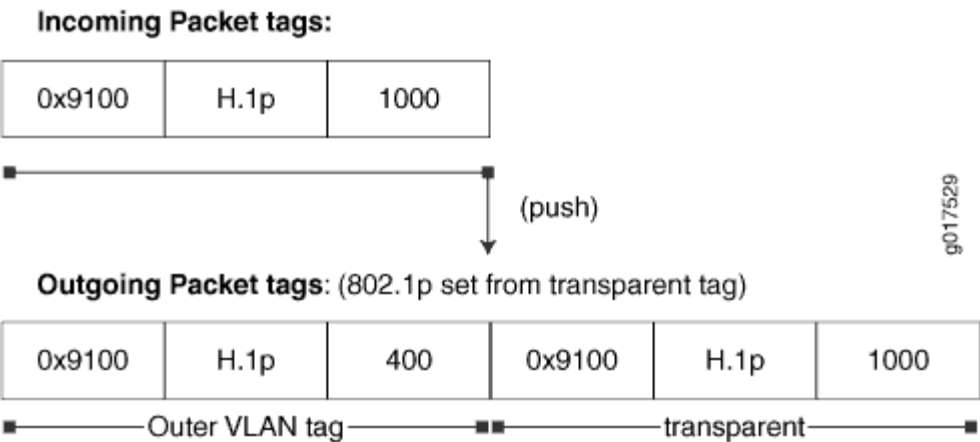 Incoming Packet tags:
0x9100 H.1p 1000
(push)
g017529
Outgoing Packet tags: (802.1p set from transparent tag)
0x9100 H.1p 400 0x9100 H.1p 1000
Outer VLAN tag transparent